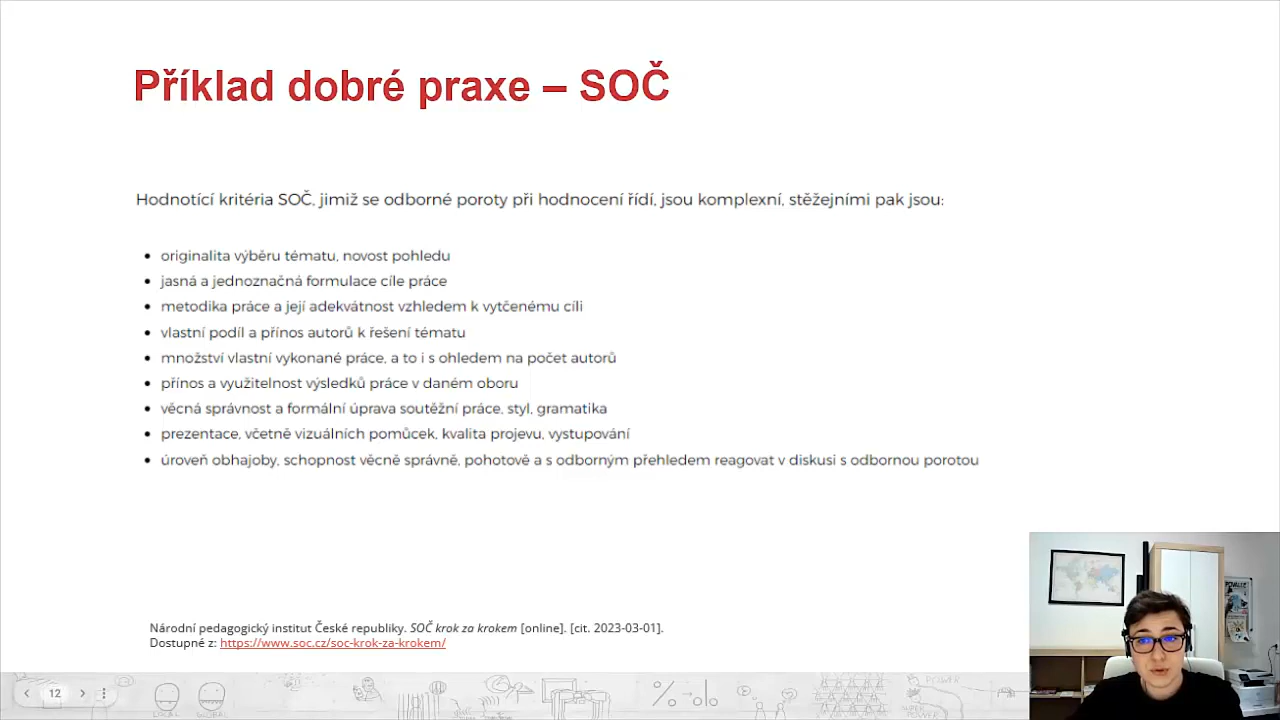 Příklad dobré praxe – SOČ
Hodnotící kritéria SOČ, jimiž se odborné poroty při hodnocení řídí, jsou komplexní, stěžejními pak jsou:
• originalita výběru tématu, novost pohledu
• jasná a jednoznačná formulace cíle práce
• metodika práce a její adekvátnost vzhledem k vytčenému cíli
• vlastní podíl a přínos autorů k řešení tématu
• množství vlastní vykonané práce, a to i s ohledem na počet autorů
• přínos a využitelnost výsledků práce v daném oboru
• věcná správnost a formální úprava soutěžní práce, styl, gramatika
• prezentace, včetně vizuálních pomůcek, kvalita projevu, vystupování
• úroveň obhajoby, schopnost věcně správně, pohotově a s odborným přehledem reagovat v diskusi s odbornou porotou
Národní pedagogický institut České republiky. SOČ krok za krokem [online]. [cit. 2023-03-01].
Dostupné z: https://www.soc.cz/soc-krok-za-krokem/
12
LOKAL GLOBAL
POWER
SUPER POWER